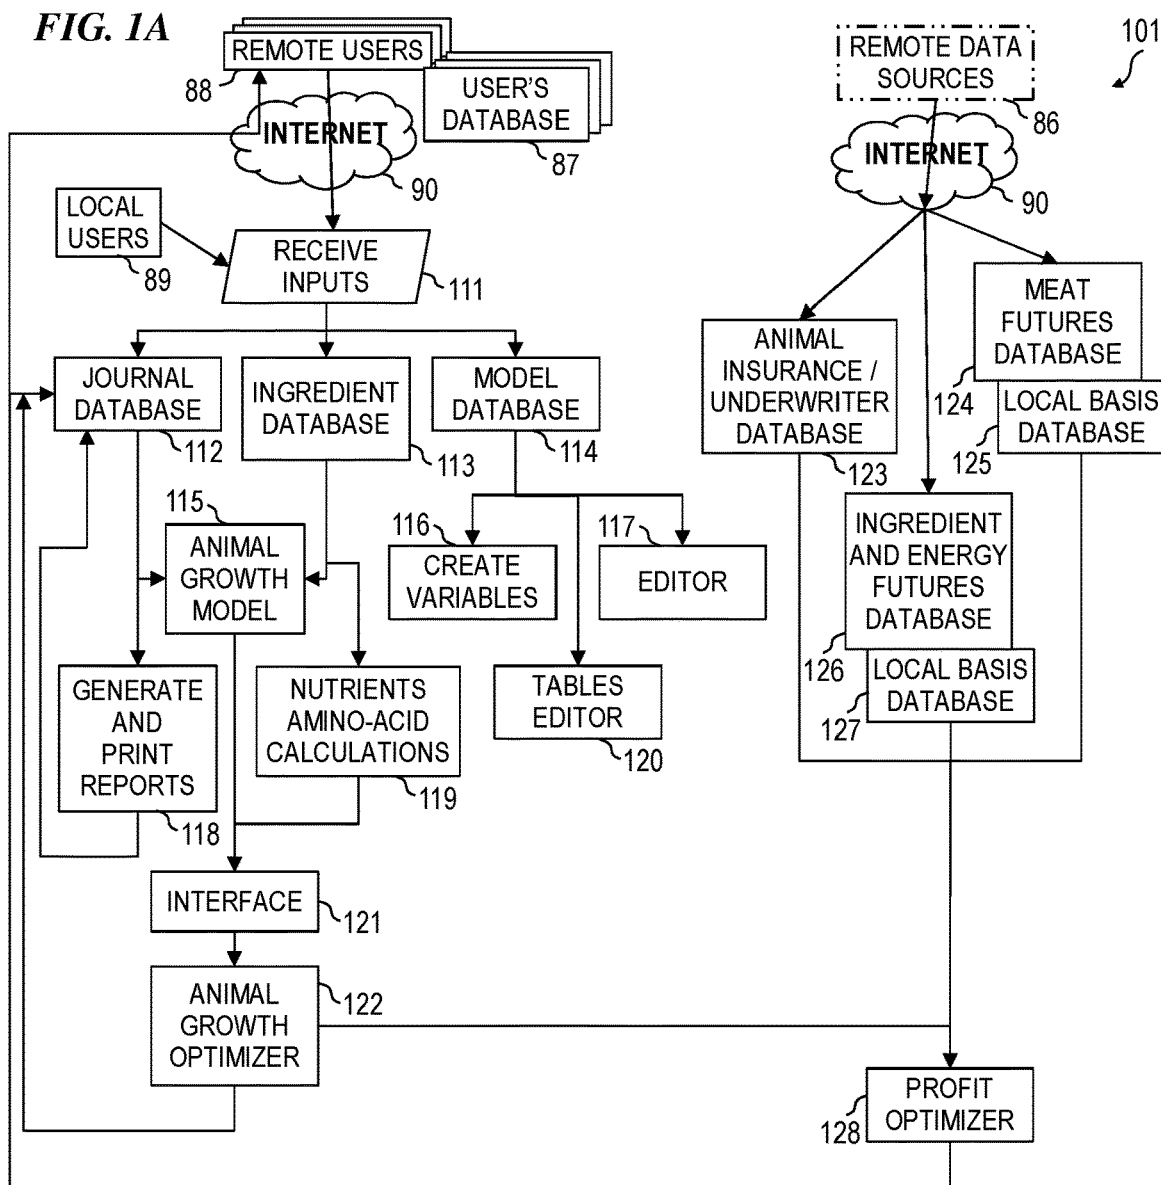 FIG. 1A
REMOTE USERS
88
USER'S
DATABASE
87
INTERNET
90
REMOTE DATA
SOURCES
86
101
INTERNET
90
LOCAL
USERS
89
RECEIVE
INPUTS
111
JOURNAL
DATABASE
112
INGREDIENT
DATABASE
113
MODEL
DATABASE
114
ANIMAL
INSURANCE /
UNDERWRITER
DATABASE
123
MEAT
FUTURES
DATABASE
124
LOCAL BASIS
DATABASE
125
115
ANIMAL
GROWTH
MODEL
116
CREATE
VARIABLES
117
EDITOR
INGREDIENT
AND ENERGY
FUTURES
DATABASE
126
LOCAL BASIS
DATABASE
127
GENERATE
AND
PRINT
REPORTS
118
NUTRIENTS
AMINO-ACID
CALCULATIONS
119
TABLES
EDITOR
120
INTERFACE
121
ANIMAL
GROWTH
OPTIMIZER
122
PROFIT
OPTIMIZER
128